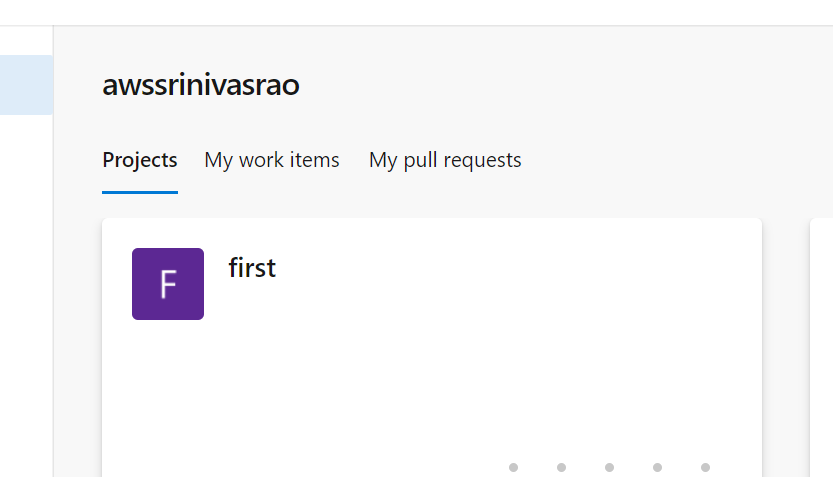 awssrinivasrao
Projects My work items My pull requests
F first